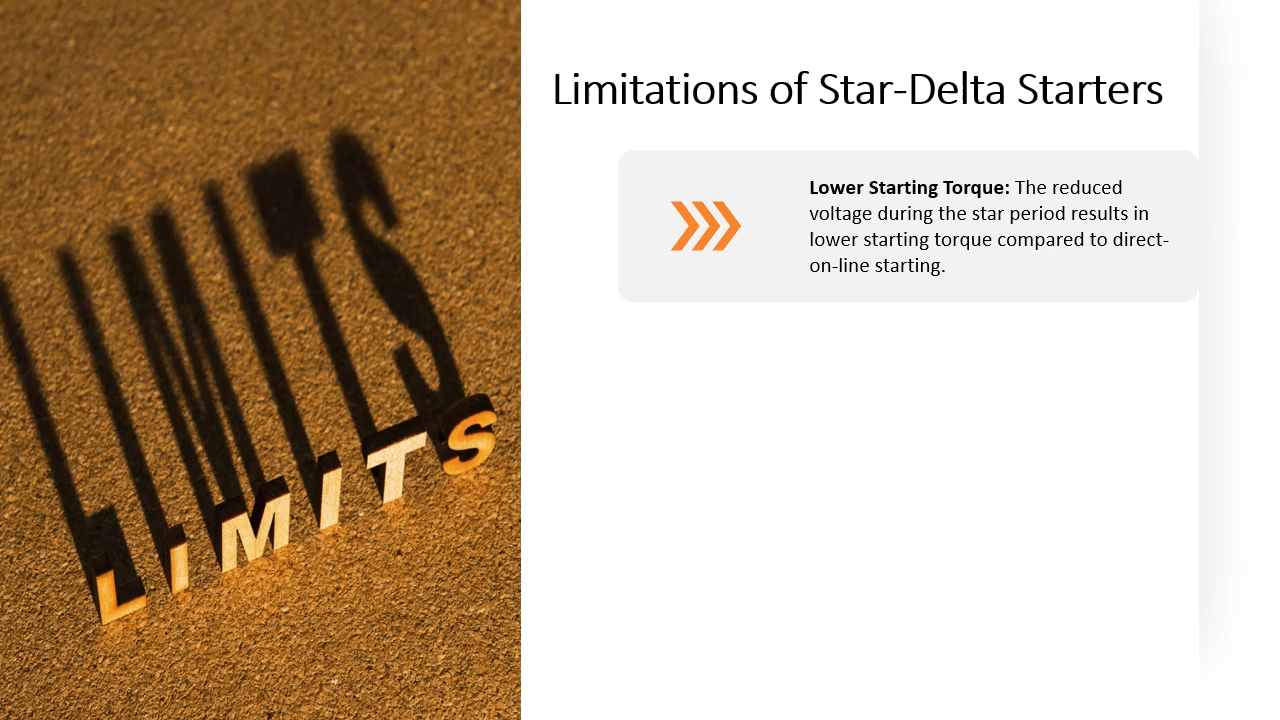 Limitations of Star-Delta Starters
Lower Starting Torque: The reduced
voltage during the star period results in
lower starting torque compared to direct-
on-line starting.
LIMITS